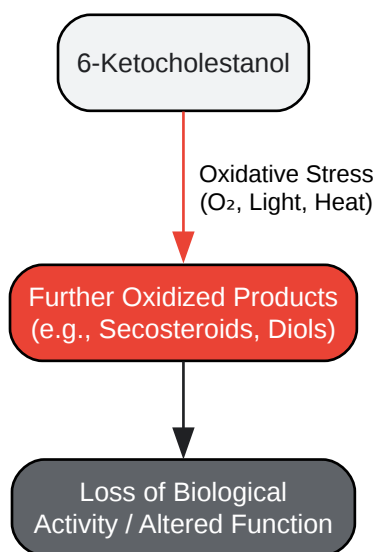 6-Ketocholestanol
Oxidative Stress
(O₂, Light, Heat)
Further Oxidized Products
(e.g., Secosteroids, Diols)
Loss of Biological
Activity / Altered Function